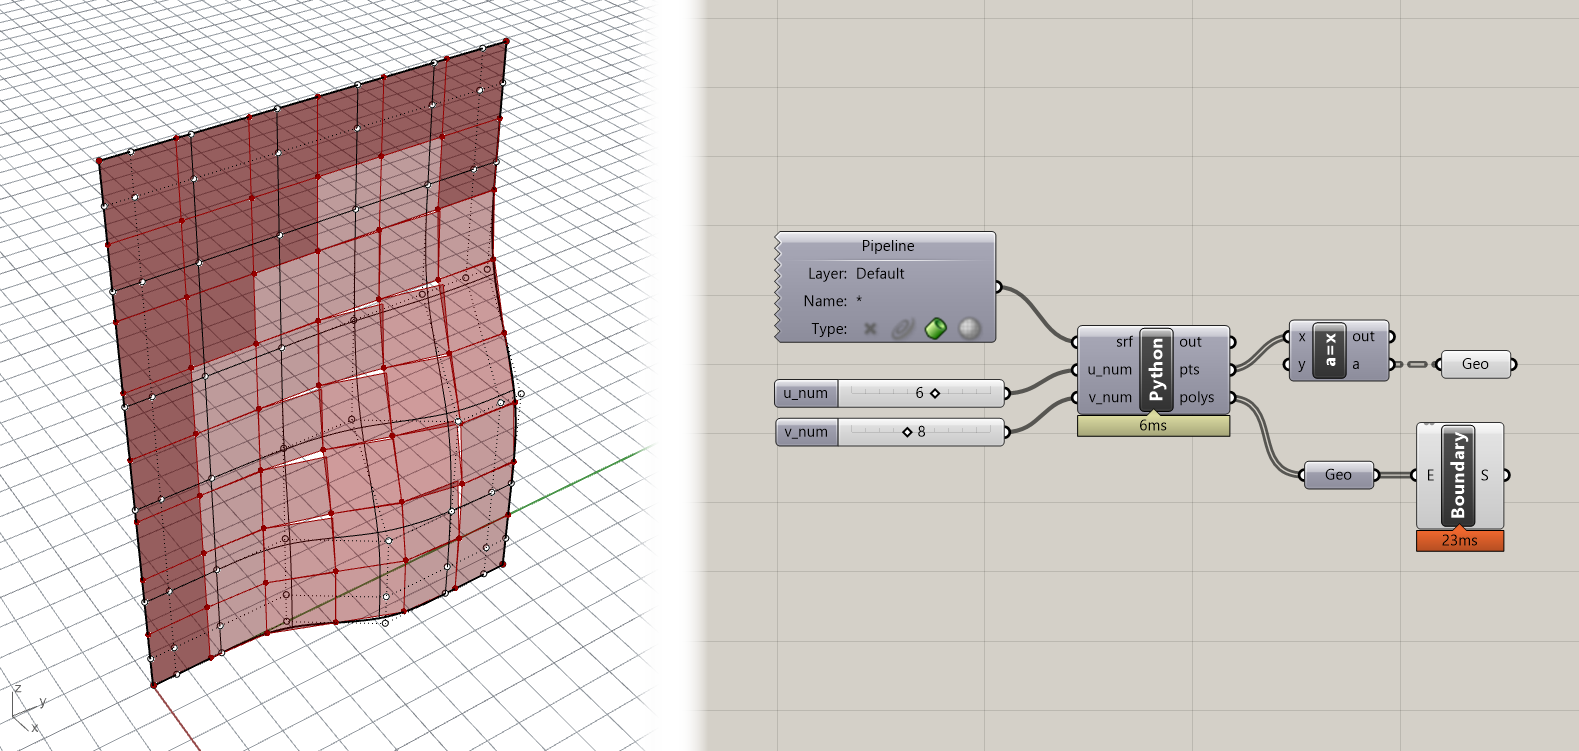 z
y
x
Pipeline
Layer: Default
Name: *
Type:
u_num 6
v_num 8
srf out
u_num pts
v_num polys
Python
6ms
x out
y a
a=x
Geo
Geo
E S
Boundary
23ms